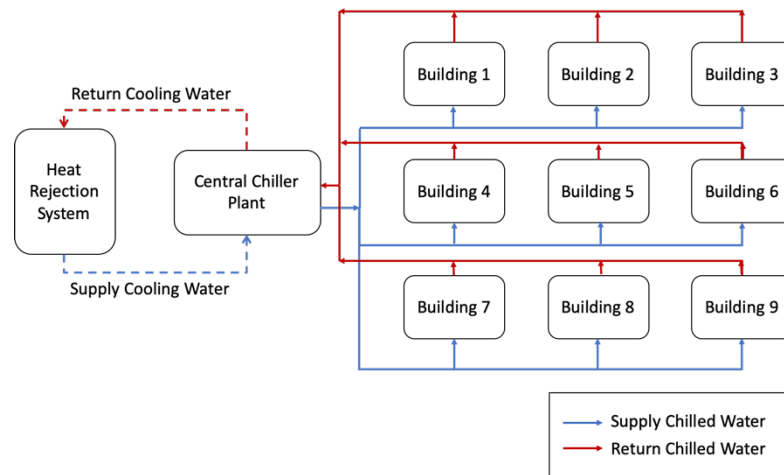 Building 1
Building 2
Building 3
Return Cooling Water
Heat
Rejection
System
Central Chiller
Plant
Building 4
Building 5
Building 6
Supply Cooling Water
Building 7
Building 8
Building 9
Supply Chilled Water
Return Chilled Water